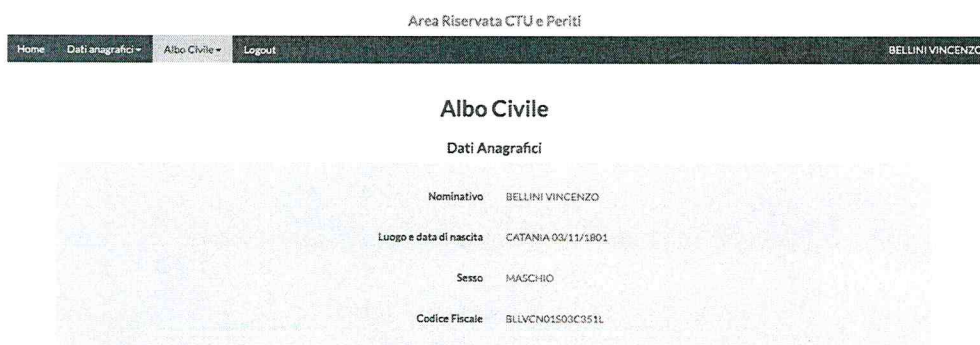 Area Riservata CTU e Periti
Home Dati anagrafici Albo Civile Logout BELLINI VINCENZO
Albo Civile
Dati Anagrafici
Nominativo BELLINI VINCENZO
Luogo e data di nascita CATANIA 03/11/1801
Sesso MASCHIO
Codice Fiscale BLLVCN01S03C351L